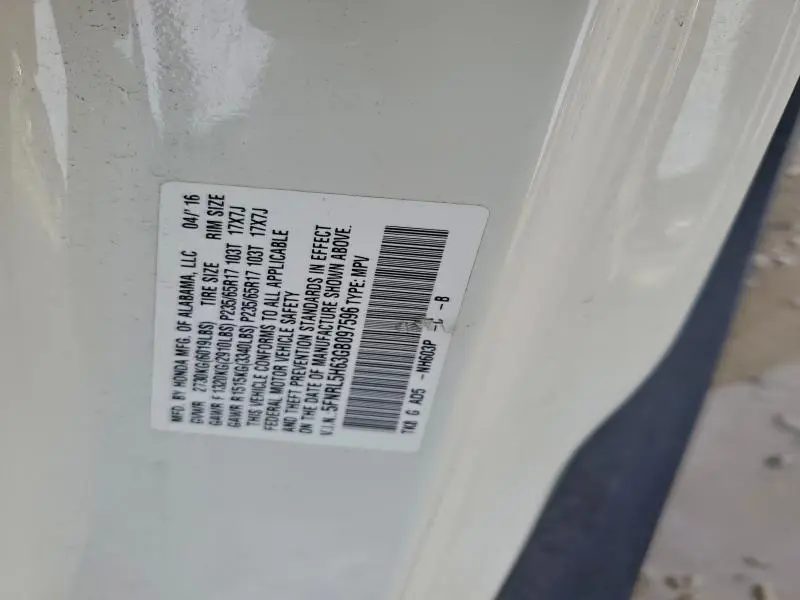 MFD. BY HONDA MFG. OF ALABAMA, LLC 04/'16
GVWR 2730KG(6019LBS) TIRE SIZE RIM SIZE
GAWR F 1320KG(2910LBS) P235/65R17 103T 17X7J
GAWR R 1515KG(3340LBS) P235/65R17 103T 17X7J
THIS VEHICLE CONFORMS TO ALL APPLICABLE
FEDERAL MOTOR VEHICLE SAFETY
AND THEFT PREVENTION STANDARDS IN EFFECT
ON THE DATE OF MANUFACTURE SHOWN ABOVE.
V.I.N.:5FNRL5H63GB097596 TYPE: MPV
TK8 G AD5 -NH603P -C -B